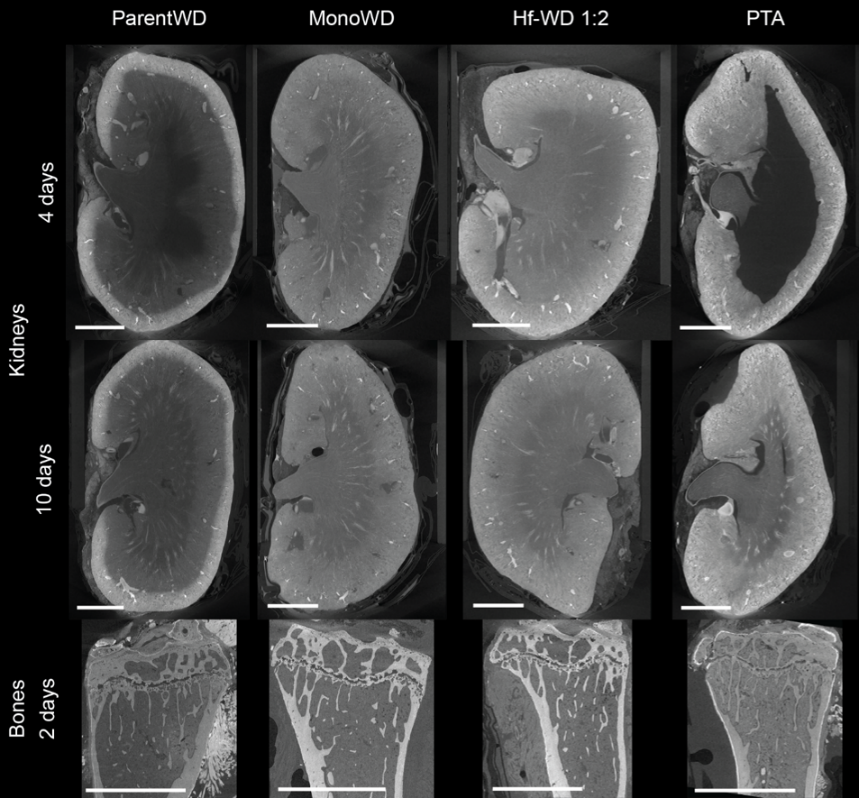 ParentWD MonoWD Hf-WD 1:2 PTA
Kidneys
4 days
10 days
Bones
2 days